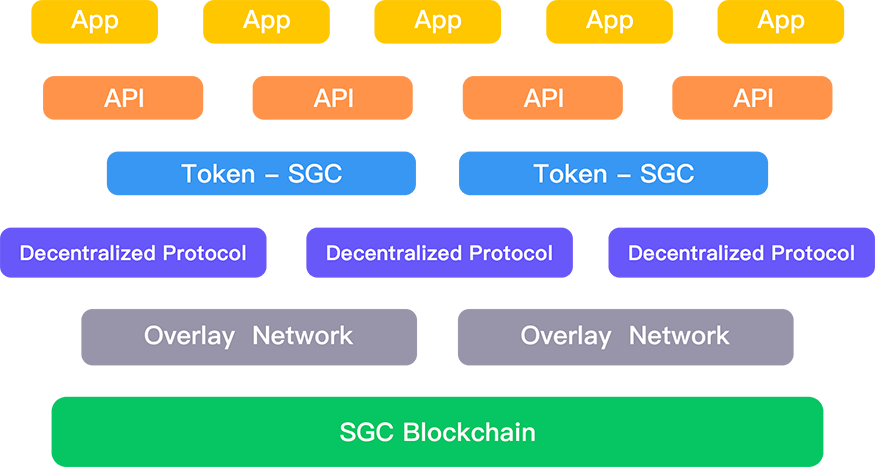 App App App App App
API API API API
Token – SGC Token – SGC
Decentralized Protocol Decentralized Protocol Decentralized Protocol
Overlay Network Overlay Network
SGC Blockchain